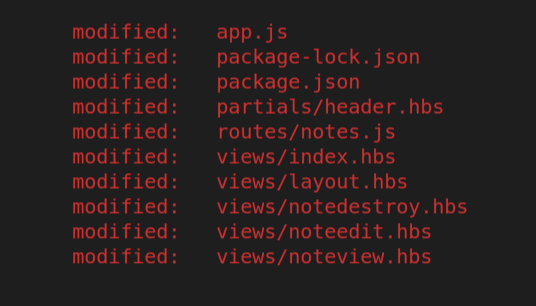 modified: app.js
modified: package-lock.json
modified: package.json
modified: partials/header.hbs
modified: routes/notes.js
modified: views/index.hbs
modified: views/layout.hbs
modified: views/notedestroy.hbs
modified: views/noteedit.hbs
modified: views/noteview.hbs